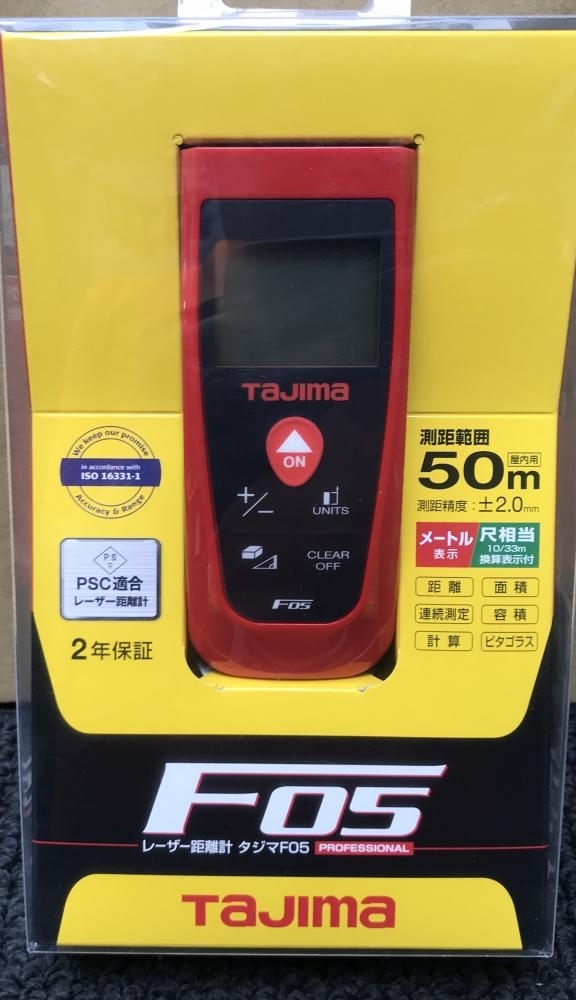 TaJIma
ON
+/−
UNITS
CLEAR
OFF
F05
We keep our promise
in accordance with
ISO 16331-1
Accuracy & Range
PS
C
PSC適合
レーザー距離計
2年保証
測距範囲
50m
屋内用
測距精度:±2.0mm
メートル
表示
尺相当
10/33m
換算表示付
距離
面積
連続測定
容積
計算
ピタゴラス
F05
レーザー距離計 タジマF05 PROFESSIONAL
TaJIma